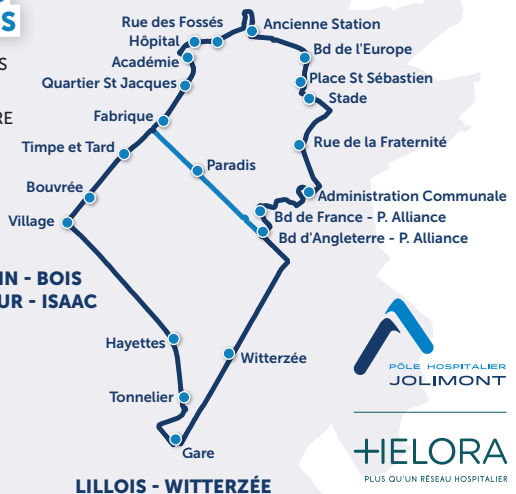 S
S
RE
Rue des Fossés
Ancienne Station
Hôpital
Bd de l'Europe
Académie
Place St Sébastien
Quartier St Jacques
Stade
Fabrique
Rue de la Fraternité
Timpe et Tard
Paradis
Bouvrée
Administration Communale
Village
Bd de France - P. Alliance
Bd d'Angleterre - P. Alliance
IN - BOIS
UR - ISAAC
Hayettes
Witterzée
Tonnelier
Gare
LILLOIS - WITTERZÉE
PÔLE HOSPITALIER
JOLIMONT
HELORA
PLUS QU'UN RÉSEAU HOSPITALIER